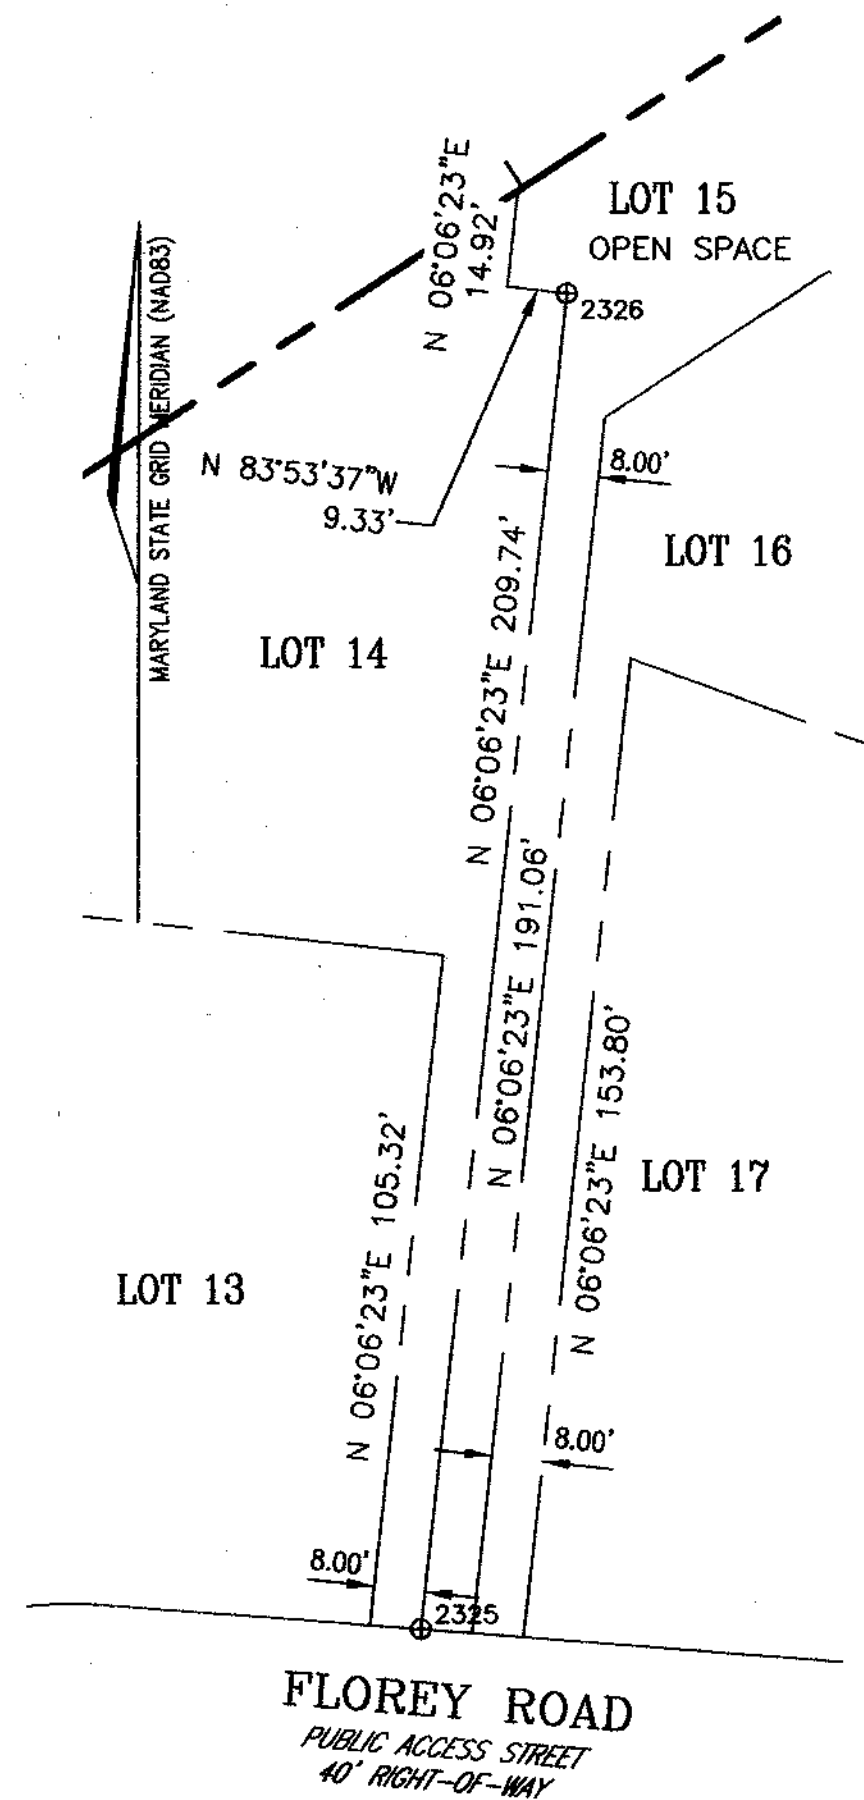 N 06°06'23"E
14.92'
LOT 15
OPEN SPACE
2326
MARYLAND STATE GRID MERIDIAN (NAD83)
N 83°53'37"W
9.33'
8.00'
LOT 16
N 06°06'23"E 209.74'
LOT 14
N 06°06'23"E 191.06'
N 06°06'23"E 153.80'
LOT 17
N 06°06'23"E 105.32'
LOT 13
8.00'
8.00'
2325
FLOREY ROAD
PUBLIC ACCESS STREET
40' RIGHT-OF-WAY